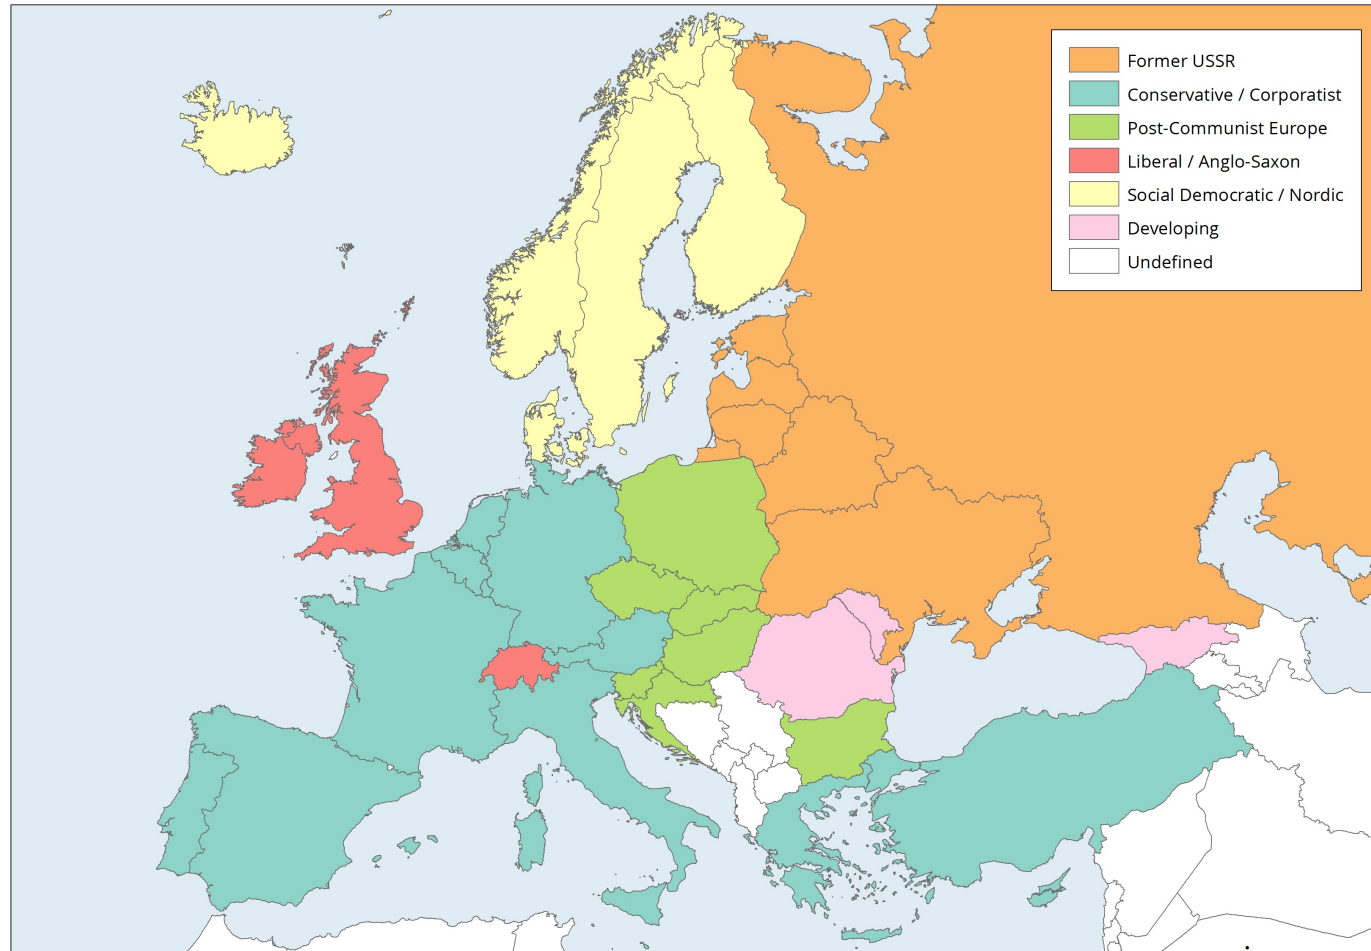 Former USSR
Conservative / Corporatist
Post-Communist Europe
Liberal / Anglo-Saxon
Social Democratic / Nordic
Developing
Undefined